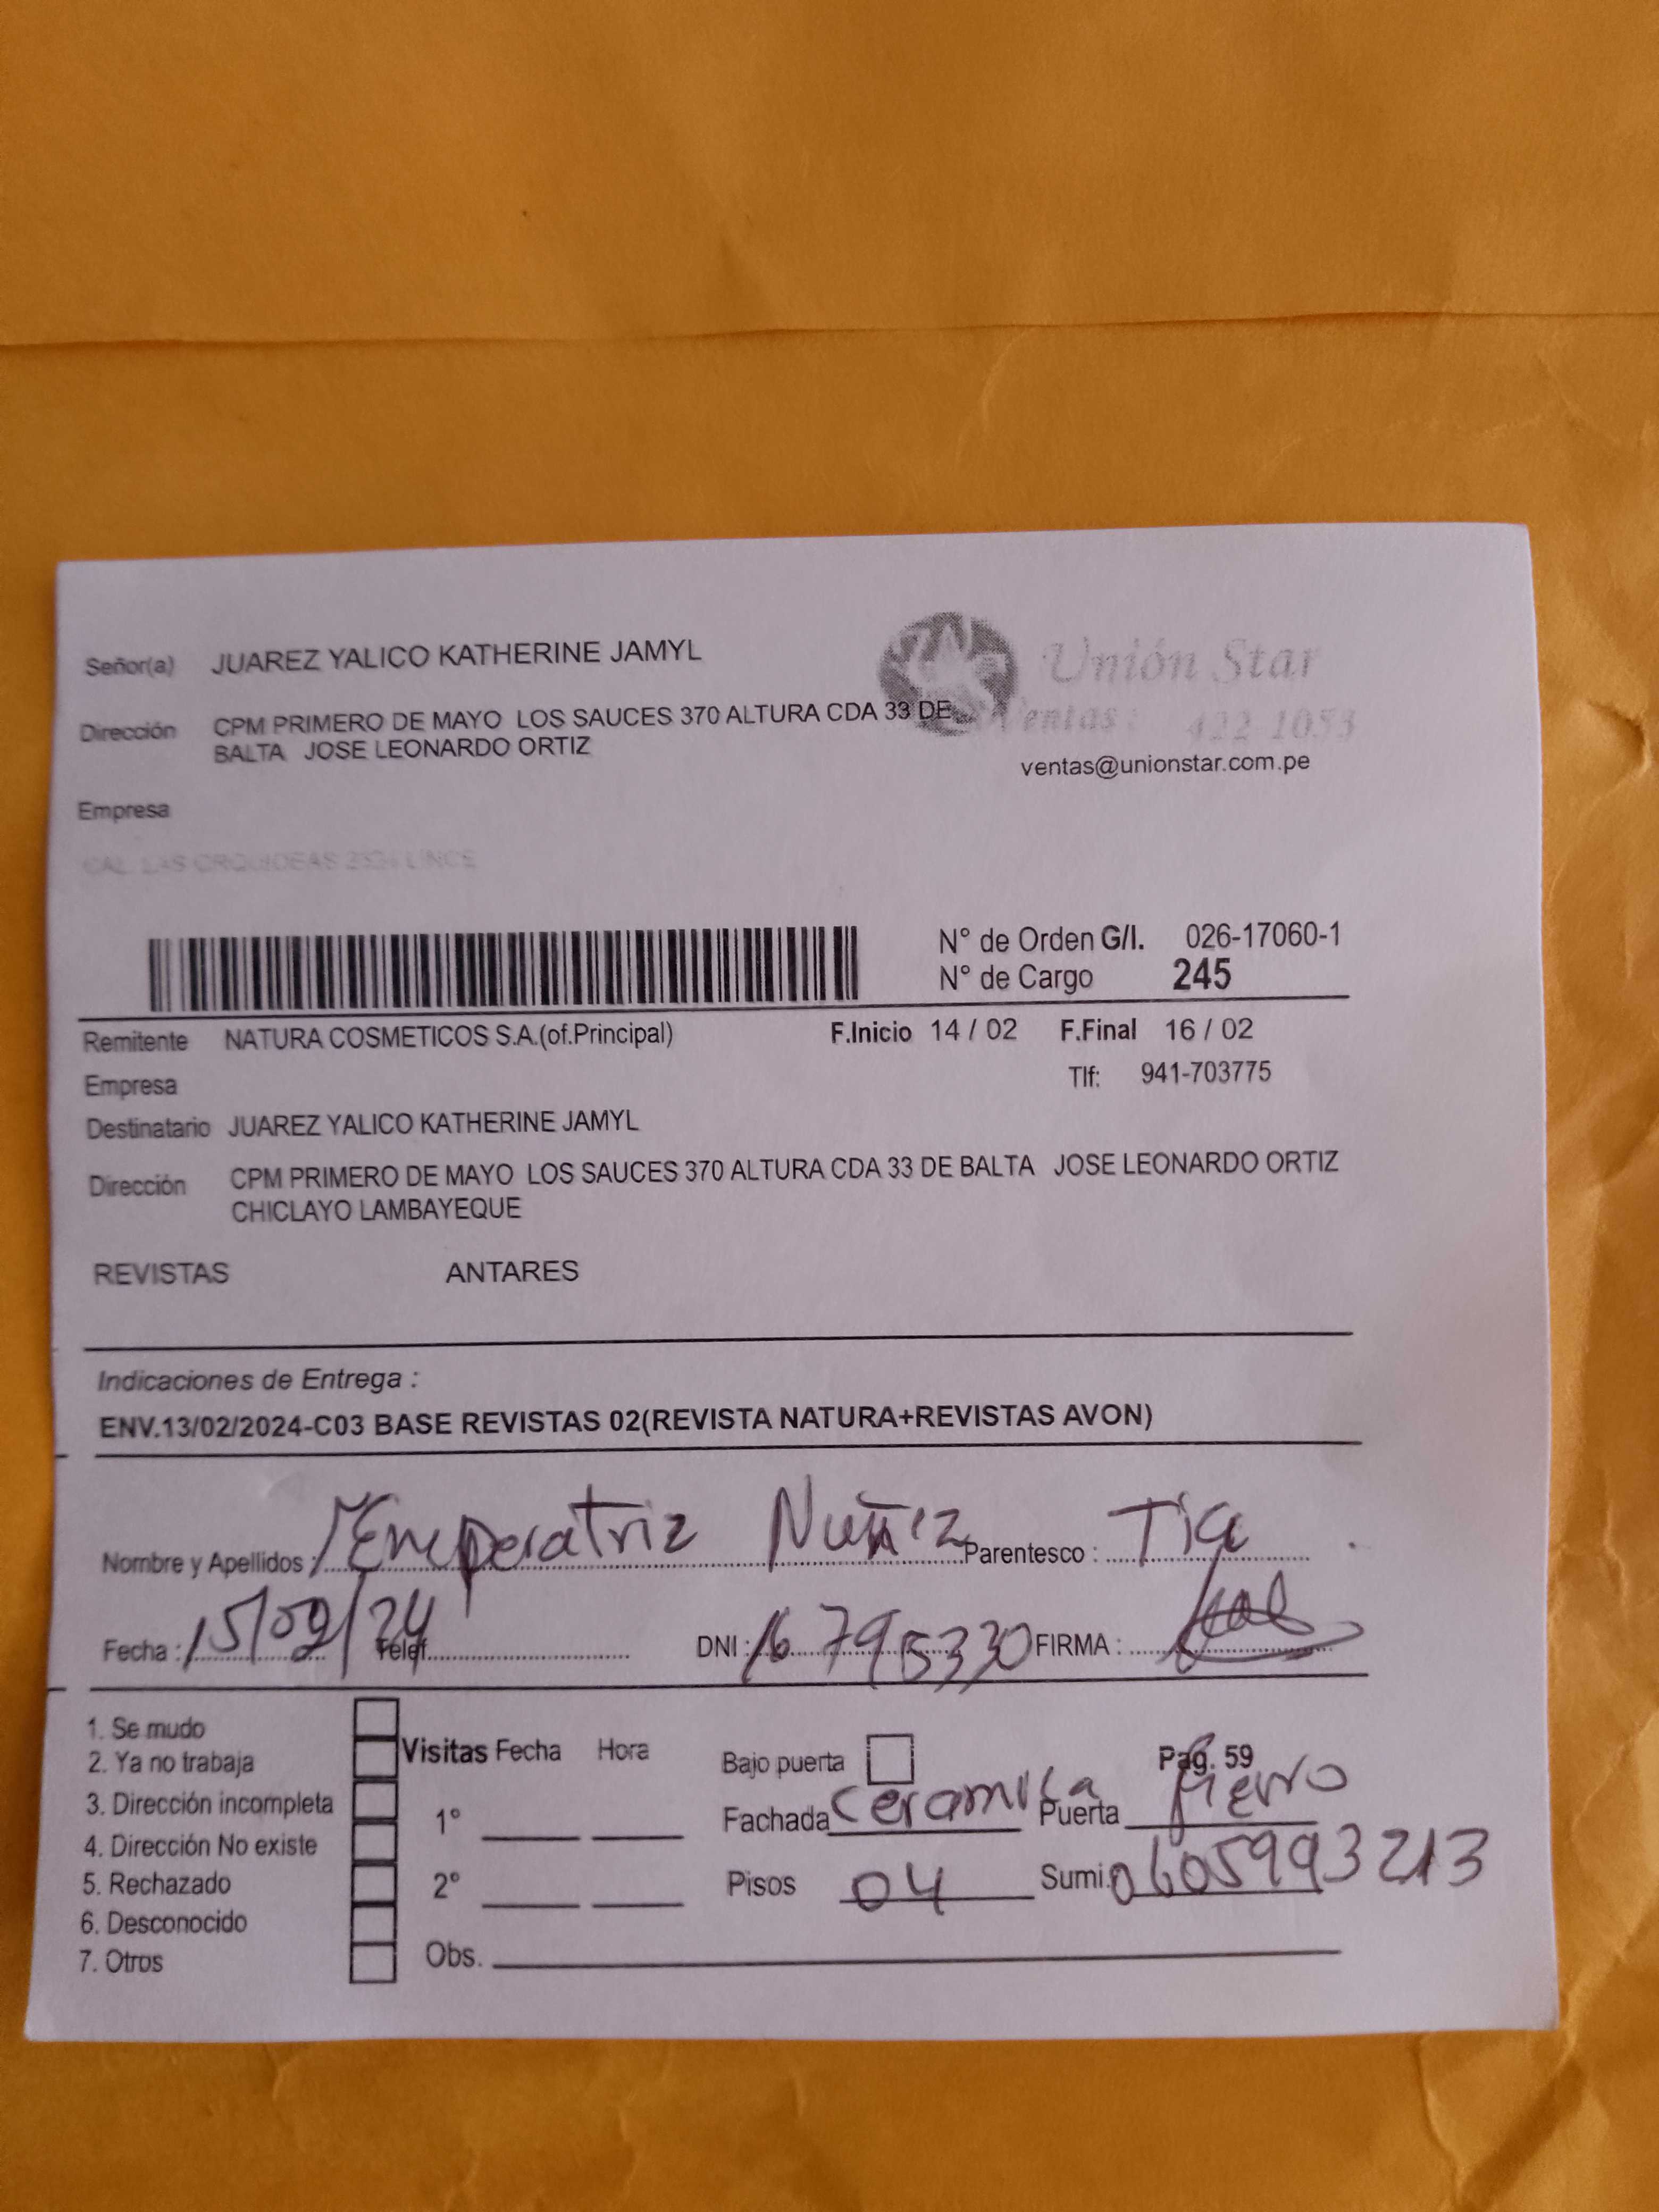 Señor(a) JUAREZ YALICO KATHERINE JAMYL
Unión Star
Dirección CPM PRIMERO DE MAYO LOS SAUCES 370 ALTURA CDA 33 DE
BALTA JOSE LEONARDO ORTIZ
Ventas: 422 1053
ventas@unionstar.com.pe
Empresa
CAL. LAS ORQUIDEAS LINCE
N° de Orden G/I. 026-17060-1
N° de Cargo 245
Remitente NATURA COSMETICOS S.A.(of.Principal) F.Inicio 14 / 02 F.Final 16 / 02
Empresa Tlf: 941-703775
Destinatario JUAREZ YALICO KATHERINE JAMYL
Dirección CPM PRIMERO DE MAYO LOS SAUCES 370 ALTURA CDA 33 DE BALTA JOSE LEONARDO ORTIZ
CHICLAYO LAMBAYEQUE
REVISTAS ANTARES
Indicaciones de Entrega :
ENV.13/02/2024-C03 BASE REVISTAS 02(REVISTA NATURA+REVISTAS AVON)
Nombre y Apellidos : Emperatriz Nuñez Parentesco : Tia
Fecha : 15/02/24 Telef. DNI : 16795330 FIRMA :
1. Se mudo
2. Ya no trabaja
3. Dirección incompleta
4. Dirección No existe
5. Rechazado
6. Desconocido
7. Otros
Visitas Fecha Hora
1°
2°
Obs.
Bajo puerta Pag. 59
Fachada Ceramica Puerta fierro
Pisos 04 Sumi.